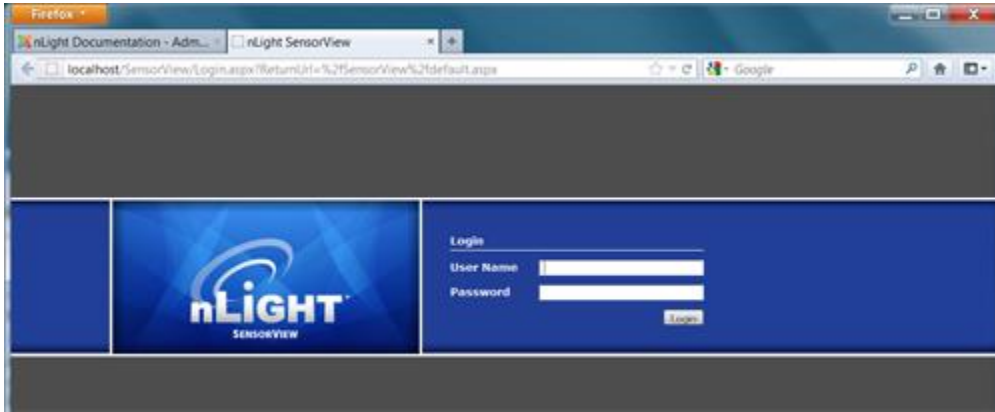 Firefox
nLight Documentation - Adm...
nLight SensorView
localhost/SensorView/Login.aspx?ReturnUrl=%2fSensorView%2fdefault.aspx
Google
Login
User Name
Password
Login
nLIGHT
SENSORVIEW